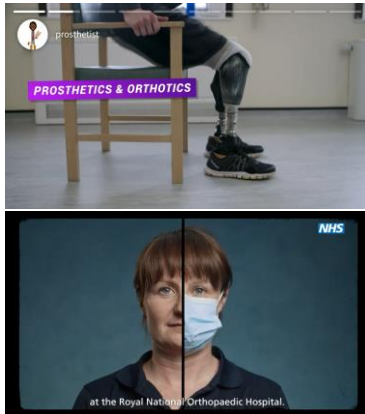 prosthetist
PROSTHETICS & ORTHOTICS
NHS
at the Royal National Orthopaedic Hospital.